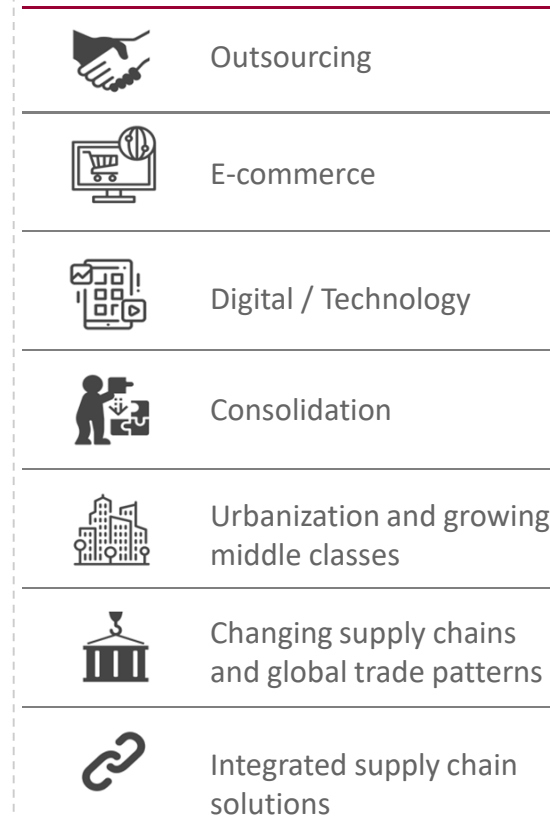 Outsourcing
E-commerce
Digital / Technology
Consolidation
Urbanization and growing
middle classes
Changing supply chains
and global trade patterns
Integrated supply chain
solutions